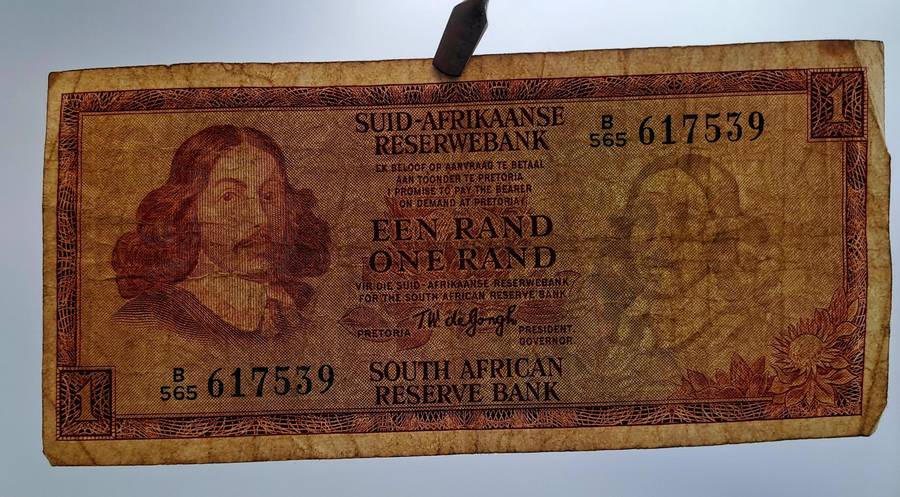 SUID-AFRIKAANSE
RESERWEBANK
B
565 617539
1
EK BELOOF OP AANVRAAG TE BETAAL
AAN TOONDER TE PRETORIA
I PROMISE TO PAY THE BEARER
ON DEMAND AT PRETORIA
EEN RAND
ONE RAND
VIR DIE SUID-AFRIKAANSE RESERWEBANK
FOR THE SOUTH AFRICAN RESERVE BANK
T.W. de Jongh
PRETORIA PRESIDENT.
GOVERNOR.
SOUTH AFRICAN
RESERVE BANK
B
565 617539
1